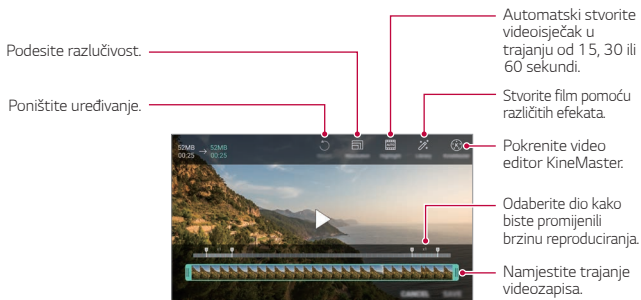 Automatski stvorite
videoisječak u
trajanju od 15, 30 ili
60 sekundi.
Podesite razlučivost.
Stvorite film pomoću
različitih efekata.
Poništite uređivanje.
Pokrenite video
editor KineMaster.
52MB → 52MB
00:25 00:25
Odaberite dio kako
biste promijenili
brzinu reproduciranja.
Namjestite trajanje
videozapisa.
CANCEL SAVE